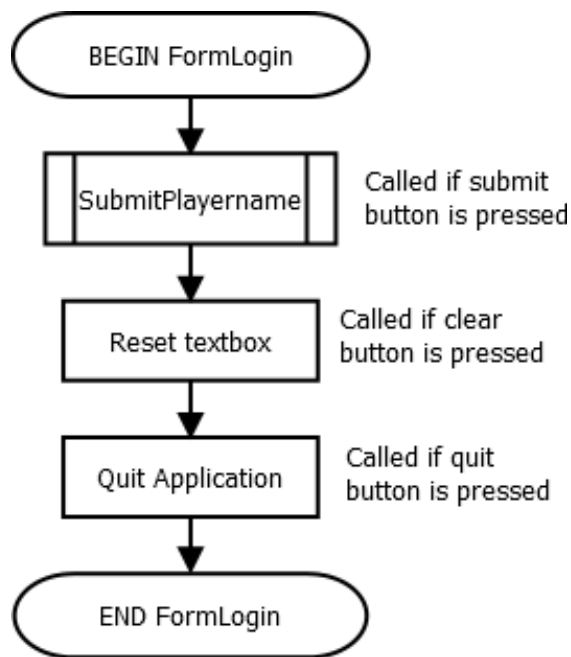 BEGIN FormLogin
SubmitPlayername
Called if submit
button is pressed
Reset textbox
Called if clear
button is pressed
Quit Application
Called if quit
button is pressed
END FormLogin